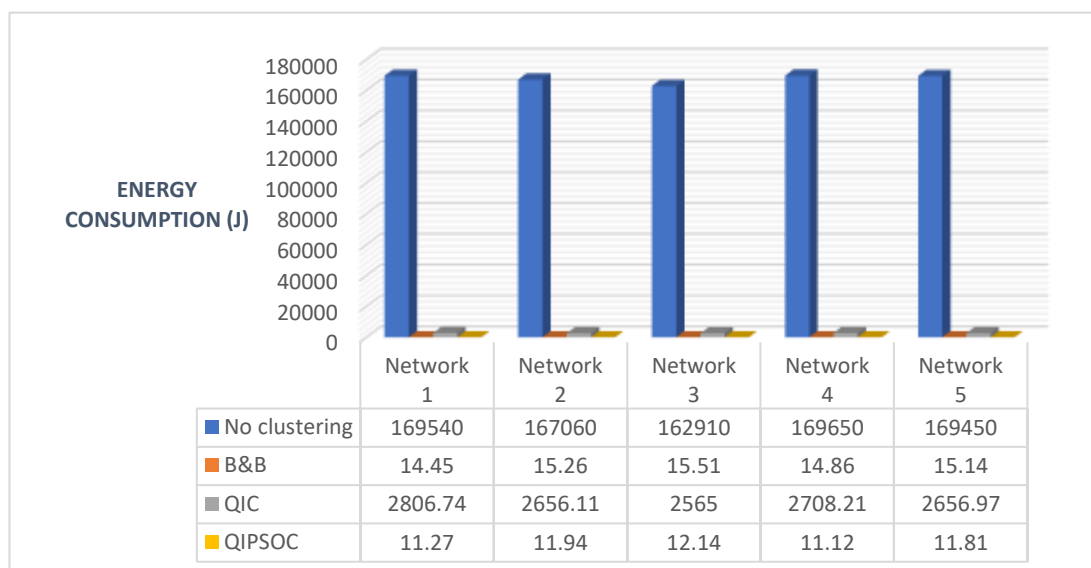 180000
160000
140000
120000
100000
80000
60000
40000
20000
0
ENERGY
CONSUMPTION (J)
Network Network Network Network Network
1 2 3 4 5
No clustering 169540 167060 162910 169650 169450
B&B 14.45 15.26 15.51 14.86 15.14
QIC 2806.74 2656.11 2565 2708.21 2656.97
QIPSOC 11.27 11.94 12.14 11.12 11.81